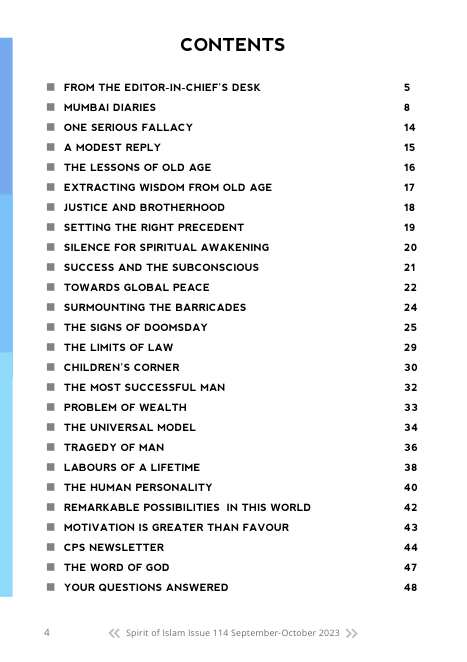 CONTENTS
FROM THE EDITOR-IN-CHIEF'S DESK 5
MUMBAI DIARIES 8
ONE SERIOUS FALLACY 14
A MODEST REPLY 15
THE LESSONS OF OLD AGE 16
EXTRACTING WISDOM FROM OLD AGE 17
JUSTICE AND BROTHERHOOD 18
SETTING THE RIGHT PRECEDENT 19
SILENCE FOR SPIRITUAL AWAKENING 20
SUCCESS AND THE SUBCONSCIOUS 21
TOWARDS GLOBAL PEACE 22
SURMOUNTING THE BARRICADES 24
THE SIGNS OF DOOMSDAY 25
THE LIMITS OF LAW 29
CHILDREN'S CORNER 30
THE MOST SUCCESSFUL MAN 32
PROBLEM OF WEALTH 33
THE UNIVERSAL MODEL 34
TRAGEDY OF MAN 36
LABOURS OF A LIFETIME 38
THE HUMAN PERSONALITY 40
REMARKABLE POSSIBILITIES IN THIS WORLD 42
MOTIVATION IS GREATER THAN FAVOUR 43
CPS NEWSLETTER 44
THE WORD OF GOD 47
YOUR QUESTIONS ANSWERED 48
4 Spirit of Islam Issue 114 September-October 2023